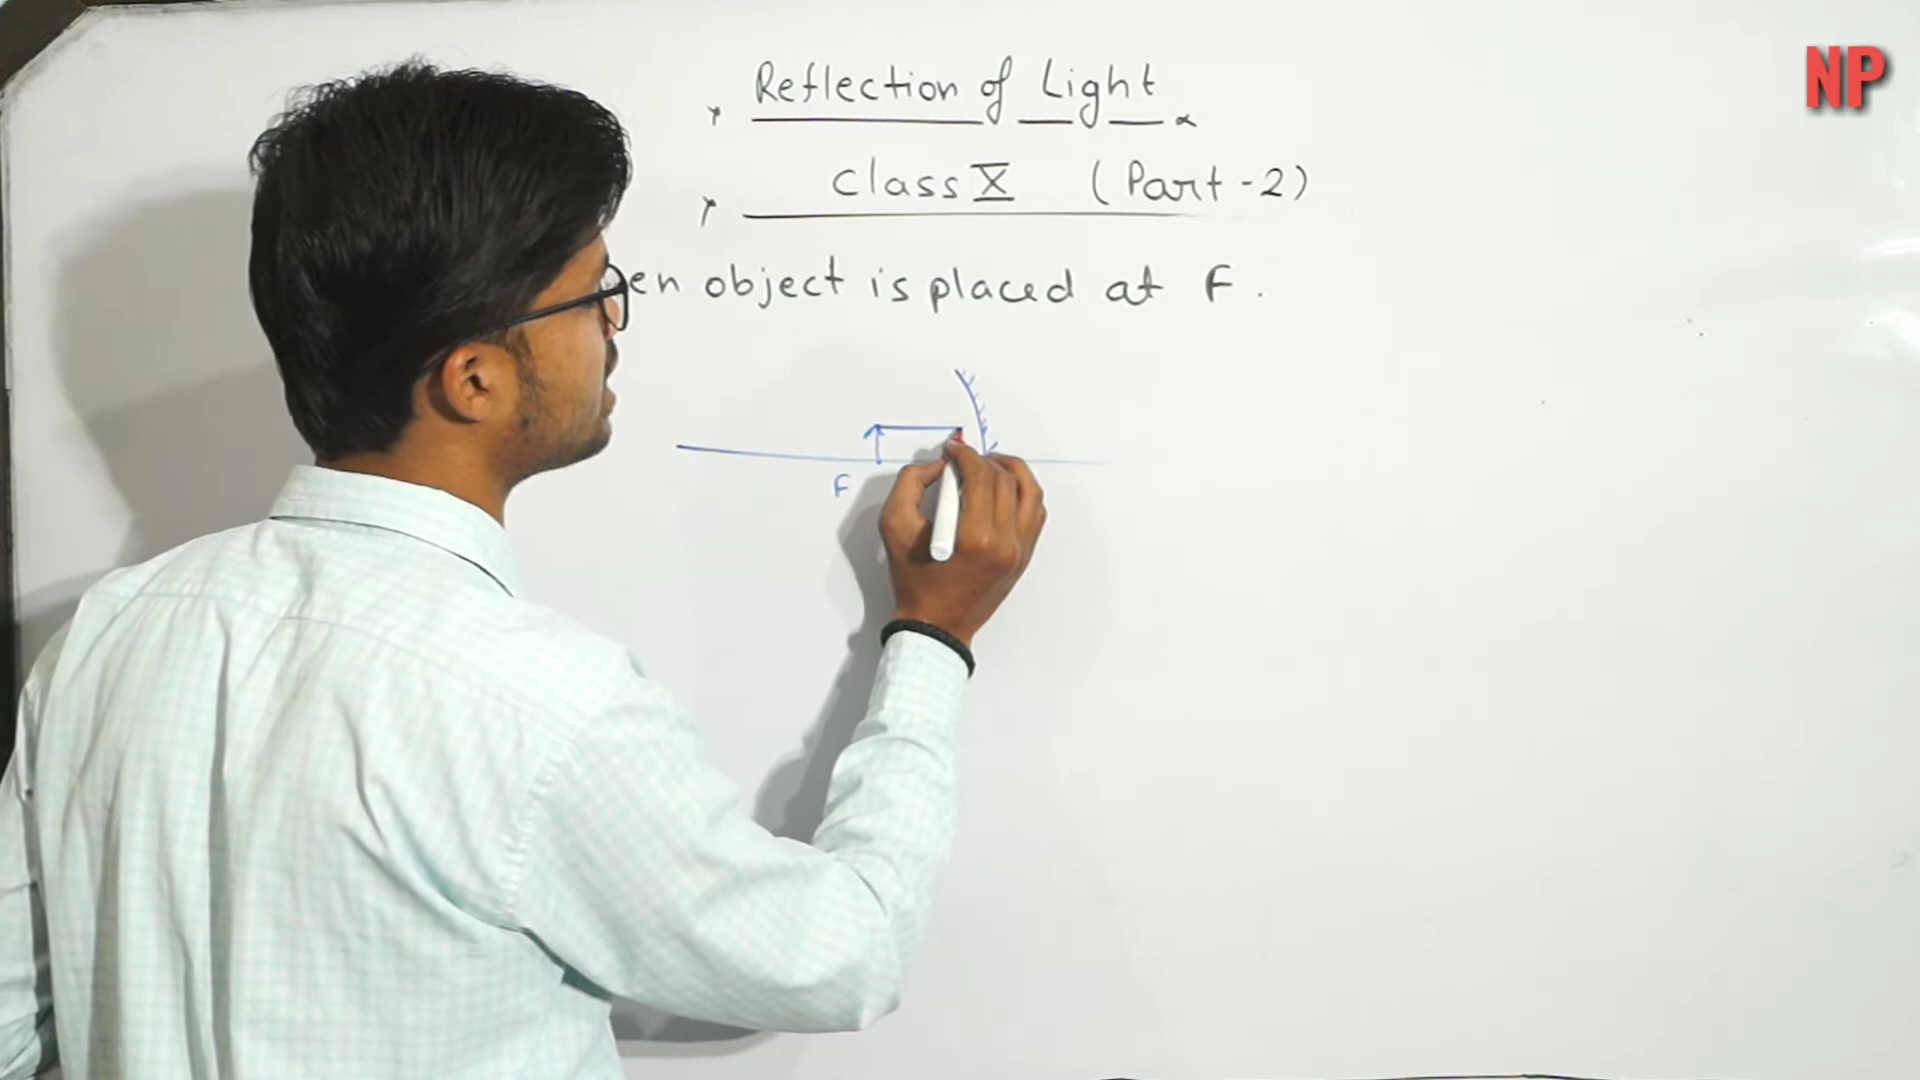 NP
Reflection of Light
class X (Part-2)
en object is placed at F.
F